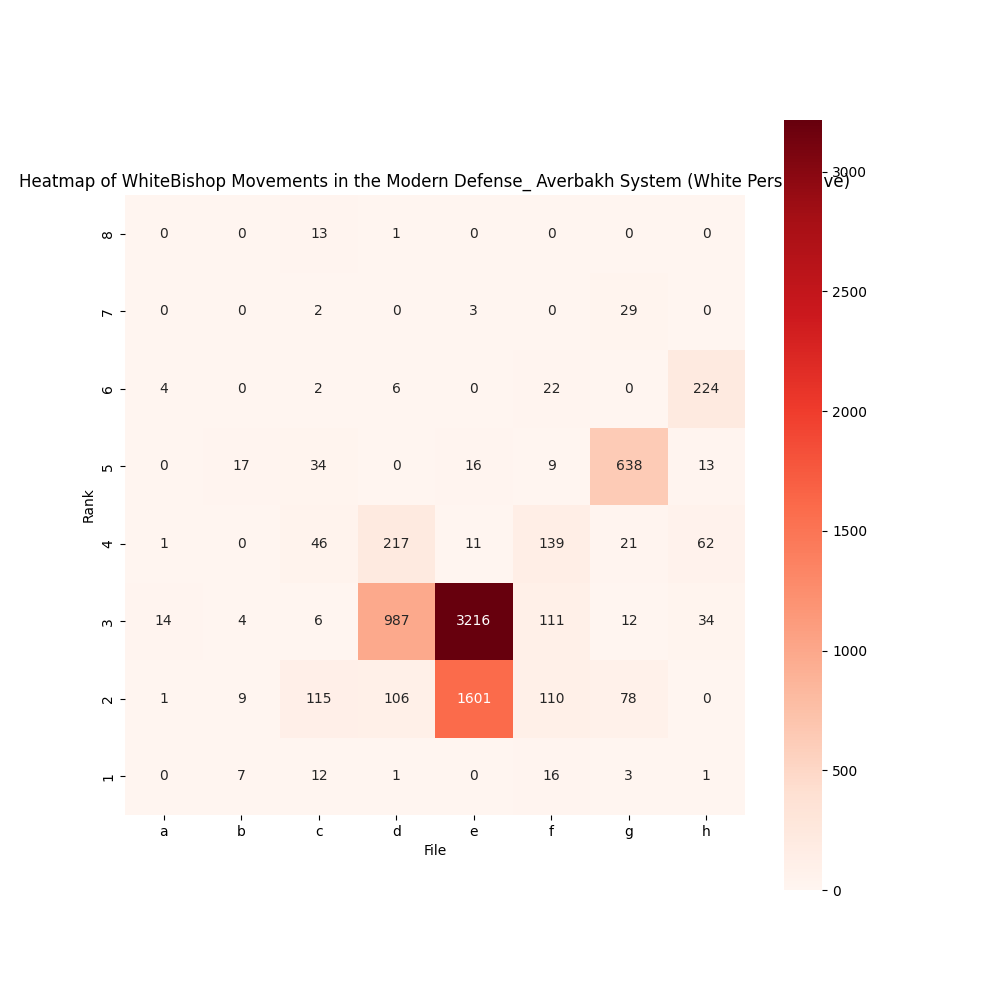 Heatmap of WhiteBishop Movements in the Modern Defense_ Averbakh System (White Pers ve)
3000
2500
2000
1500
1000
500
0
Rank
8 0 0 13 1 0 0 0 0
7 0 0 2 0 3 0 29 0
6 4 0 2 6 0 22 0 224
5 0 17 34 0 16 9 638 13
4 1 0 46 217 11 139 21 62
3 14 4 6 987 3216 111 12 34
2 1 9 115 106 1601 110 78 0
1 0 7 12 1 0 16 3 1
a b c d e f g h
File